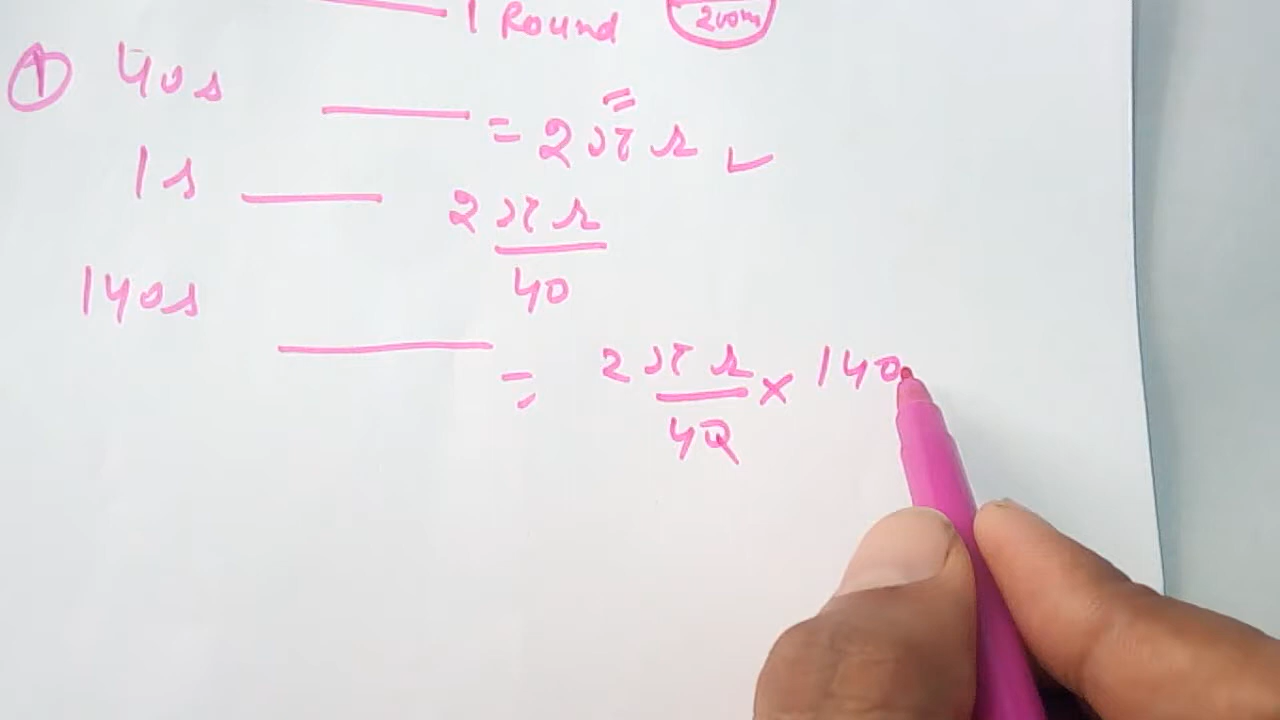 1 Round 200m
① 40s = 2πr ✓
1s 2πr/40
140s = 2πr/40 × 140